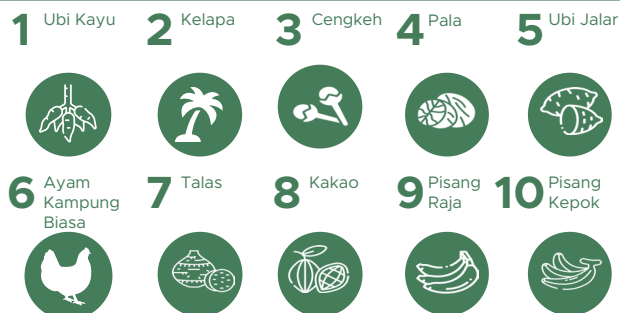 1 Ubi Kayu
2 Kelapa
3 Cengkeh
4 Pala
5 Ubi Jalar
6 Ayam
Kampung
Biasa
7 Talas
8 Kakao
9 Pisang
Raja
10 Pisang
Kepok